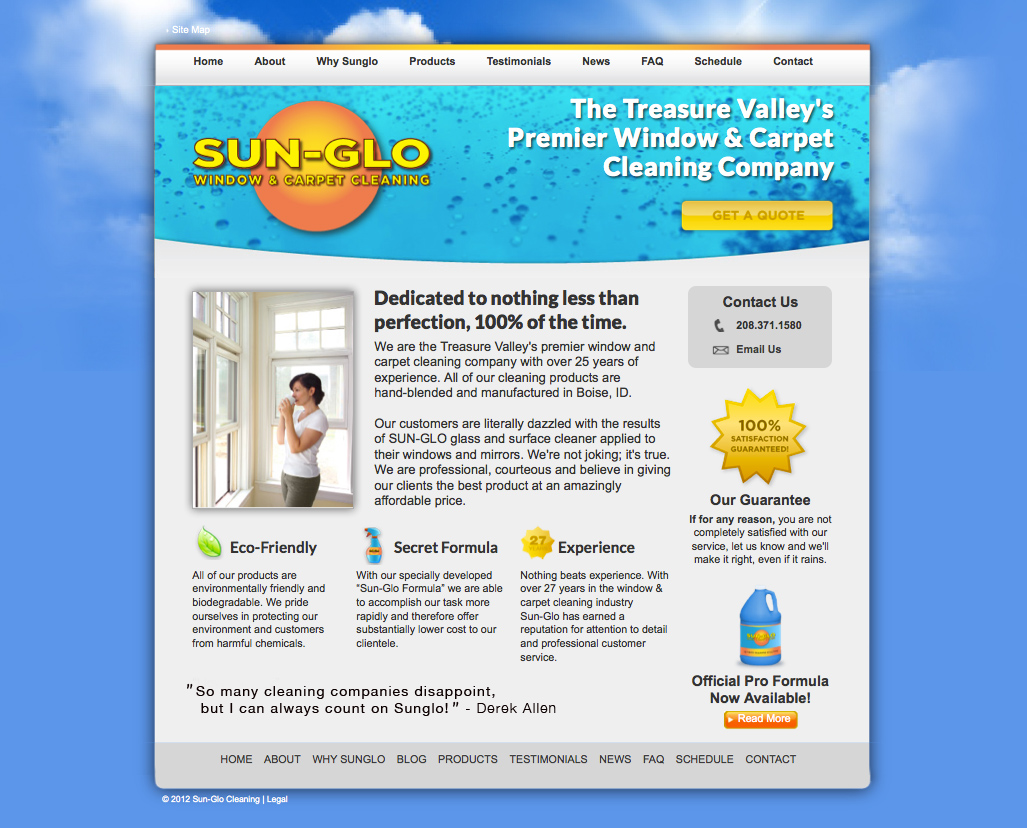 › Site Map
Home About Why Sunglo Products Testimonials News FAQ Schedule Contact
SUN-GLO
WINDOW & CARPET CLEANING
The Treasure Valley's
Premier Window & Carpet
Cleaning Company
GET A QUOTE
Dedicated to nothing less than
perfection, 100% of the time.
We are the Treasure Valley's premier window and
carpet cleaning company with over 25 years of
experience. All of our cleaning products are
hand-blended and manufactured in Boise, ID.
Our customers are literally dazzled with the results
of SUN-GLO glass and surface cleaner applied to
their windows and mirrors. We're not joking; it's true.
We are professional, courteous and believe in giving
our clients the best product at an amazingly
affordable price.
Contact Us
208.371.1580
Email Us
100%
SATISFACTION
GUARANTEED!
Our Guarantee
If for any reason, you are not
completely satisfied with our
service, let us know and we'll
make it right, even if it rains.
Eco-Friendly
All of our products are
environmentally friendly and
biodegradable. We pride
ourselves in protecting our
environment and customers
from harmful chemicals.
Secret Formula
With our specially developed
"Sun-Glo Formula" we are able
to accomplish our task more
rapidly and therefore offer
substantially lower cost to our
clientele.
27
Experience
Nothing beats experience. With
over 27 years in the window &
carpet cleaning industry
Sun-Glo has earned a
reputation for attention to detail
and professional customer
service.
SUN-GLO
Official Pro Formula
Now Available!
Read More
"So many cleaning companies disappoint,
but I can always count on Sunglo!" - Derek Allen
HOME ABOUT WHY SUNGLO BLOG PRODUCTS TESTIMONIALS NEWS FAQ SCHEDULE CONTACT
© 2012 Sun-Glo Cleaning | Legal